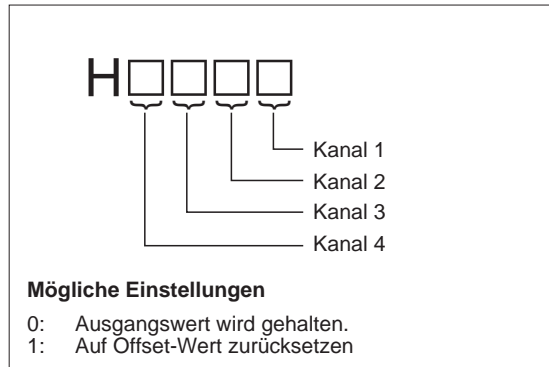 H□□□□
Kanal 1
Kanal 2
Kanal 3
Kanal 4
Mögliche Einstellungen
0: Ausgangswert wird gehalten.
1: Auf Offset-Wert zurücksetzen